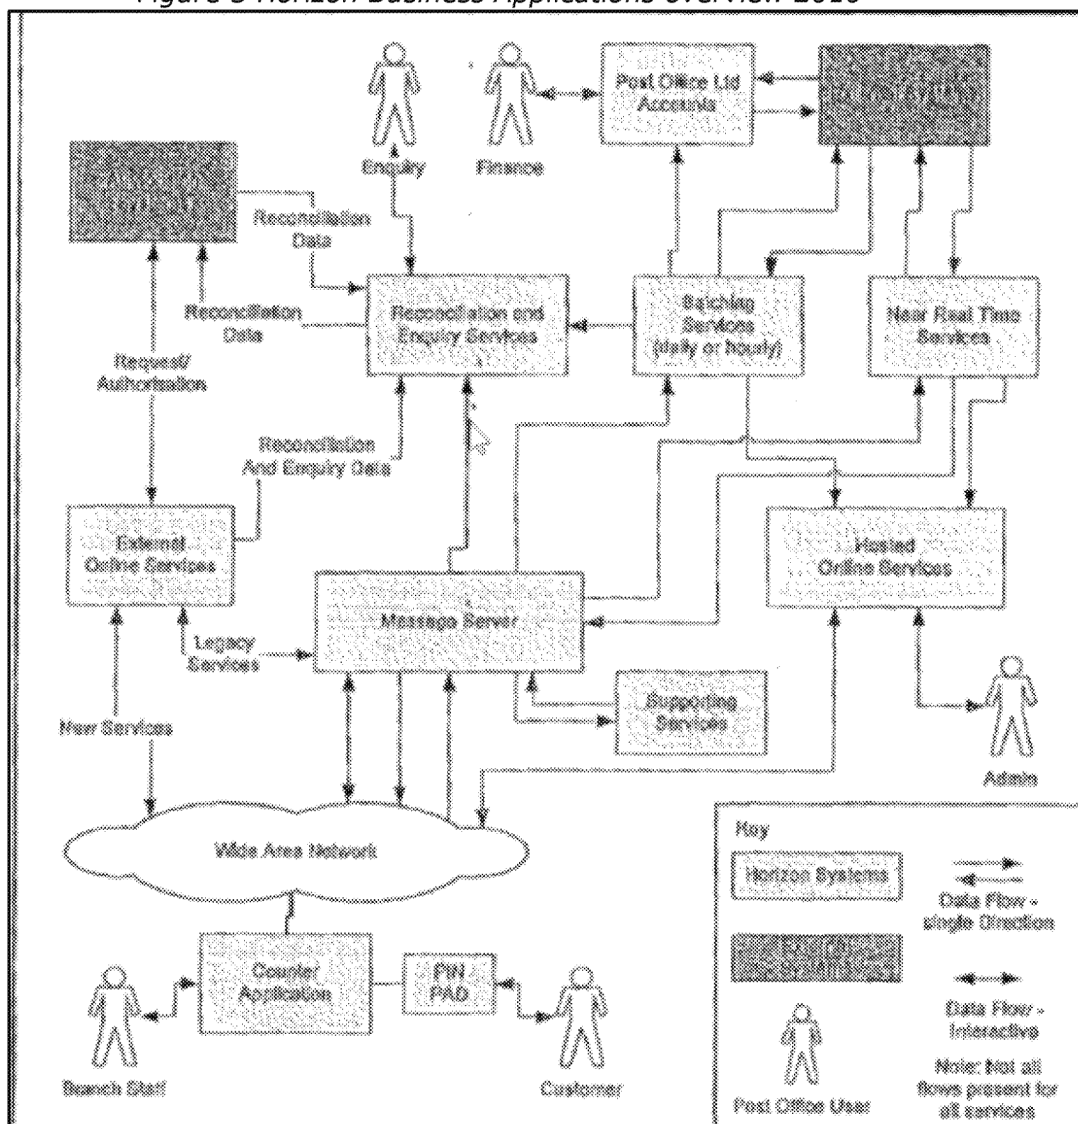 Figure 3 Horizon Business Applications overview 2010
Enquiry
Finance
Post Office Ltd
Accounts
Reconciliation
Data
Reconciliation
Data
Reconciliation and
Enquiry Services
Batching
Services
(daily or hourly)
Near Real Time
Services
Request/
Authorisation
Reconciliation
And Enquiry Data
External
Online Services
Hosted
Online Services
Message Server
Legacy
Services
Supporting
Services
New Services
Admin
Wide Area Network
Key
Horizon Systems
Data Flow -
single Direction
Counter
Application
PIN
PAD
Data Flow -
Interactive
Note: Not all
flows present for
all services
Branch Staff
Customer
Post Office User